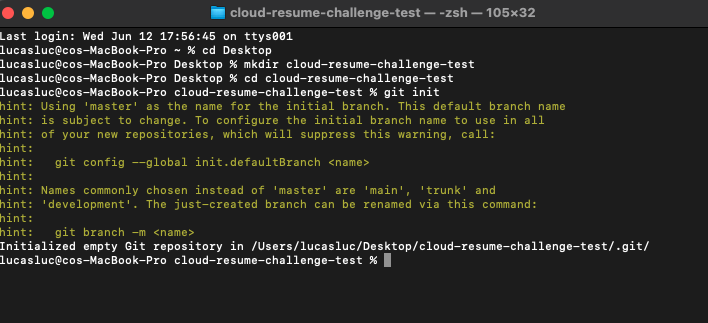 cloud-resume-challenge-test — -zsh — 105×32
Last login: Wed Jun 12 17:56:45 on ttys001
lucasluc@cos-MacBook-Pro ~ % cd Desktop
lucasluc@cos-MacBook-Pro Desktop % mkdir cloud-resume-challenge-test
lucasluc@cos-MacBook-Pro Desktop % cd cloud-resume-challenge-test
lucasluc@cos-MacBook-Pro cloud-resume-challenge-test % git init
hint: Using 'master' as the name for the initial branch. This default branch name
hint: is subject to change. To configure the initial branch name to use in all
hint: of your new repositories, which will suppress this warning, call:
hint:
hint:   git config --global init.defaultBranch <name>
hint:
hint: Names commonly chosen instead of 'master' are 'main', 'trunk' and
hint: 'development'. The just-created branch can be renamed via this command:
hint:
hint:   git branch -m <name>
Initialized empty Git repository in /Users/lucasluc/Desktop/cloud-resume-challenge-test/.git/
lucasluc@cos-MacBook-Pro cloud-resume-challenge-test %